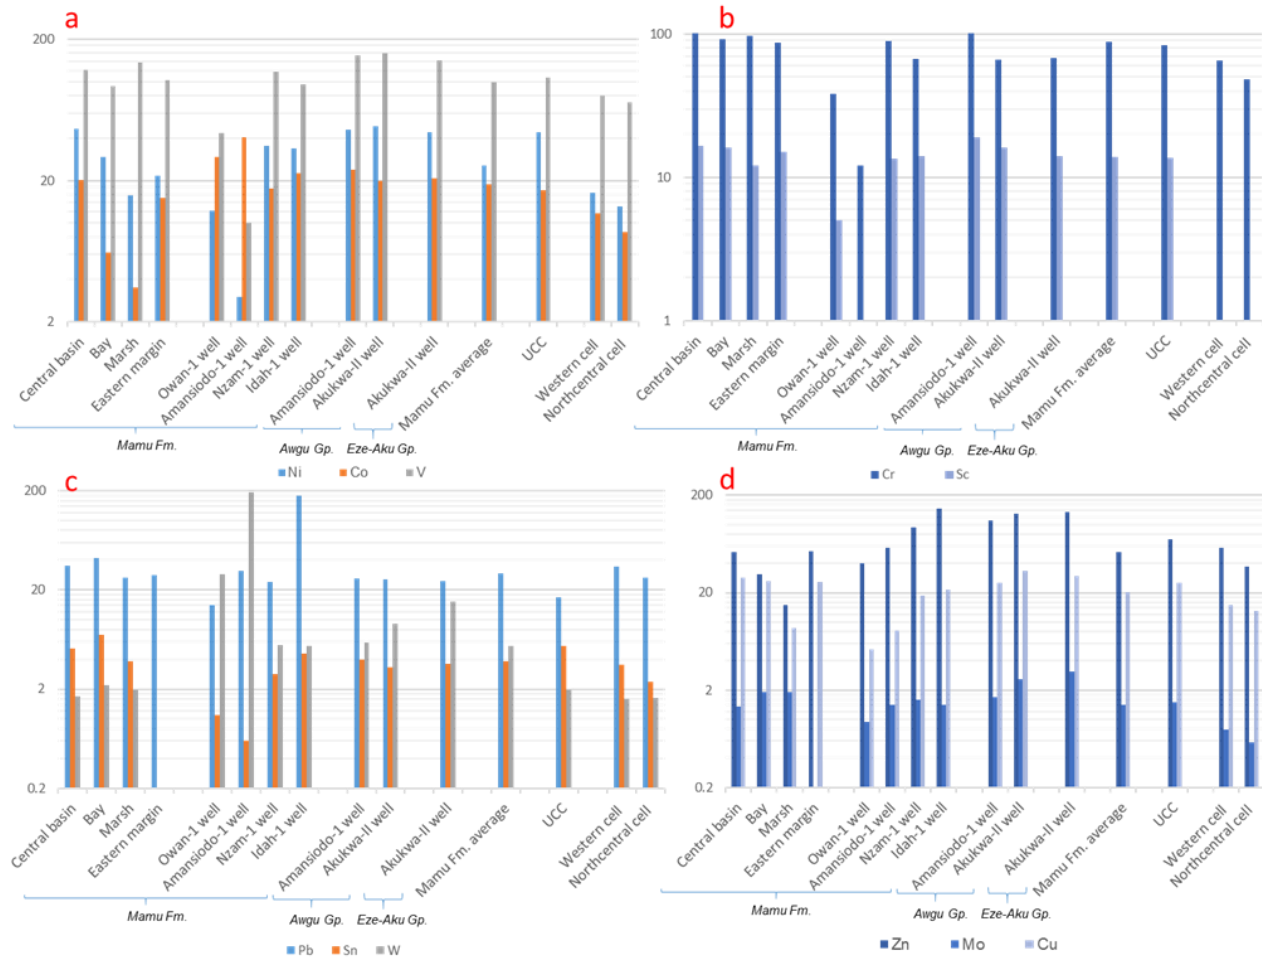 a
200
20
2
Central basin
Bay
Marsh
Eastern margin
Owan-1 well
Amansiodo-1 well
Nzam-1 well
Idah-1 well
Amansiodo-1 well
Akukwa-II well
Akukwa-II well
Mamu Fm. average
UCC
Western cell
Northcentral cell
Mamu Fm.
Awgu Gp.
Eze-Aku Gp.
Ni Co V
b
100
10
1
Central basin
Bay
Marsh
Eastern margin
Owan-1 well
Amansiodo-1 well
Nzam-1 well
Idah-1 well
Amansiodo-1 well
Akukwa-II well
Akukwa-II well
Mamu Fm. average
UCC
Western cell
Northcentral cell
Mamu Fm.
Awgu Gp.
Eze-Aku Gp.
Cr Sc
c
200
20
2
0.2
Central basin
Bay
Marsh
Eastern margin
Owan-1 well
Amansiodo-1 well
Nzam-1 well
Idah-1 well
Amansiodo-1 well
Akukwa-II well
Akukwa-II well
Mamu Fm. average
UCC
Western cell
Northcentral cell
Mamu Fm.
Awgu Gp.
Eze-Aku Gp.
Pb Sn W
d
200
20
2
0.2
Central basin
Bay
Marsh
Eastern margin
Owan-1 well
Amansiodo-1 well
Nzam-1 well
Idah-1 well
Amansiodo-1 well
Akukwa-II well
Akukwa-II well
Mamu Fm. average
UCC
Western cell
Northcentral cell
Mamu Fm.
Awgu Gp.
Eze-Aku Gp.
Zn Mo Cu